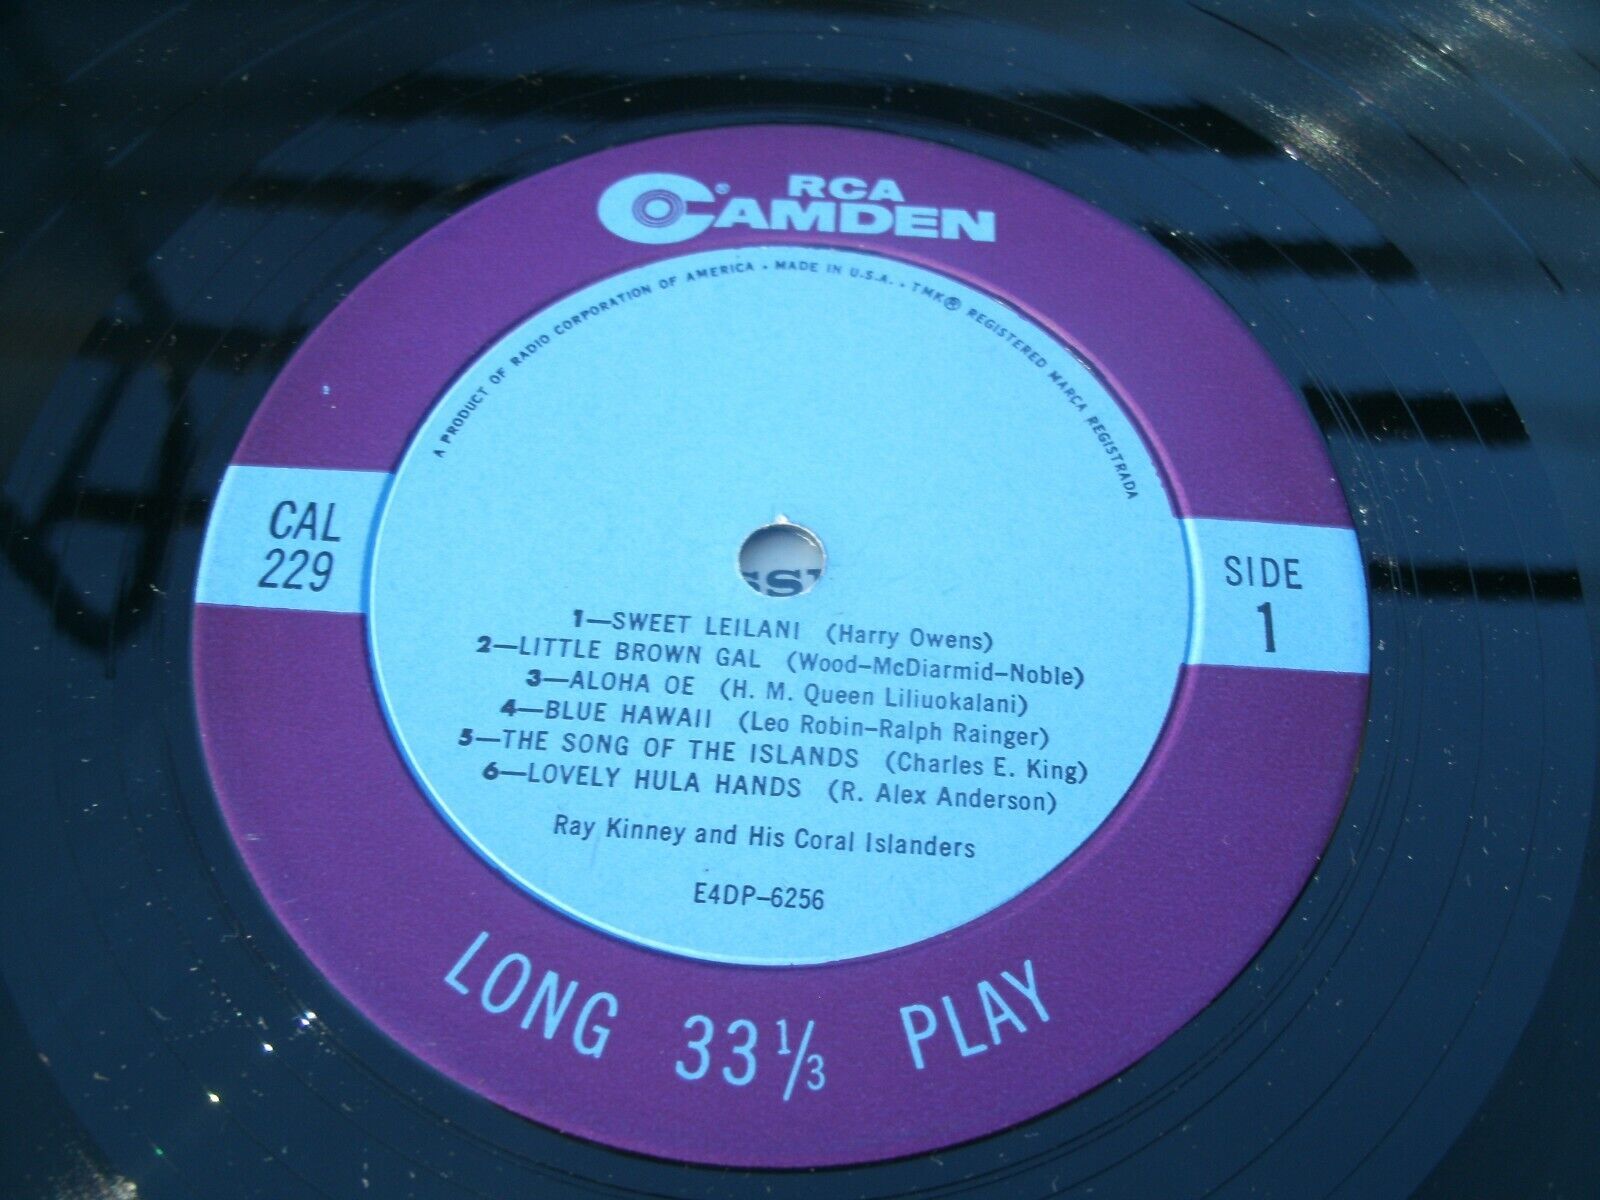 RCA
CAMDEN®
A PRODUCT OF RADIO CORPORATION OF AMERICA • MADE IN U.S.A. • TMK ® REGISTERED MARCA REGISTRADA
CAL
229
SIDE
1
1—SWEET LEILANI (Harry Owens)
2—LITTLE BROWN GAL (Wood–McDiarmid–Noble)
3—ALOHA OE (H. M. Queen Liliuokalani)
4—BLUE HAWAII (Leo Robin–Ralph Rainger)
5—THE SONG OF THE ISLANDS (Charles E. King)
6—LOVELY HULA HANDS (R. Alex Anderson)
Ray Kinney and His Coral Islanders
E4DP–6256
LONG 33⅓ PLAY